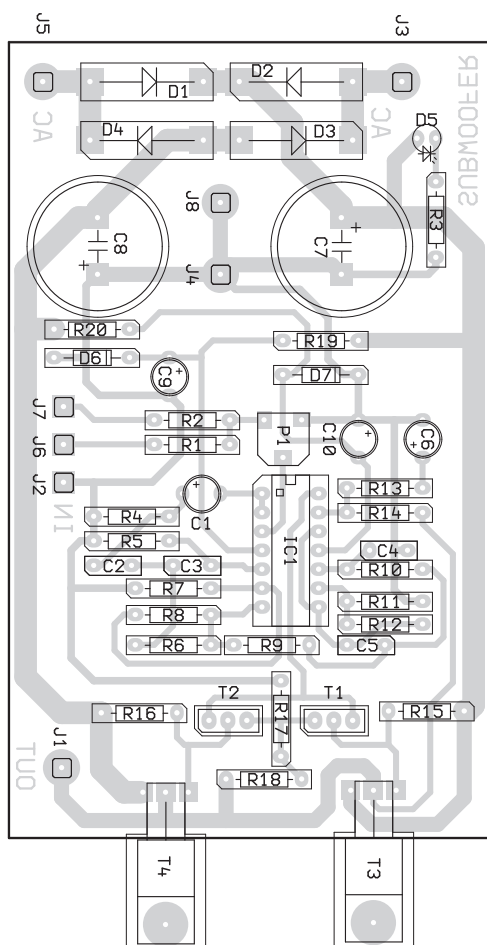 J5
J3
D1
D2
AC
AC
SUBWOOFER
D4
D3
D5
R3
J8
C8
C7
J4
R20
R19
D6
D7
C9
J7
R2
P1
C10
C6
J6
R1
J2
IN
C1
R13
R14
R4
IC1
R5
C4
C2
C3
R10
R7
R11
R8
R12
R6
R9
C5
T2
T1
R16
R17
R15
J1
OUT
R18
T4
T3